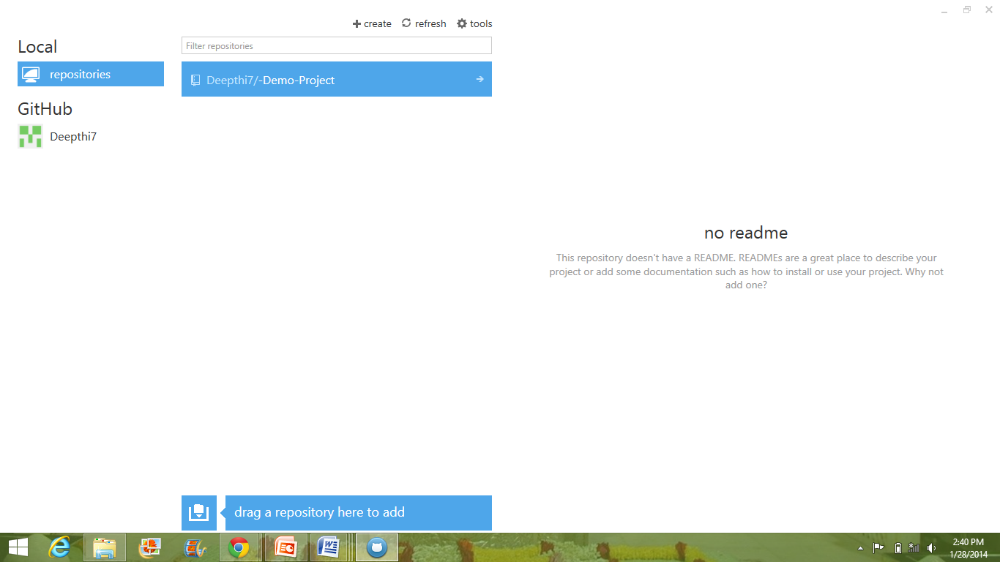 create refresh tools
Local
Filter repositories
repositories
Deepthi7/-Demo-Project
GitHub
Deepthi7
no readme
This repository doesn't have a README. READMEs are a great place to describe your
project or add some documentation such as how to install or use your project. Why not
add one?
drag a repository here to add
2:40 PM
1/28/2014